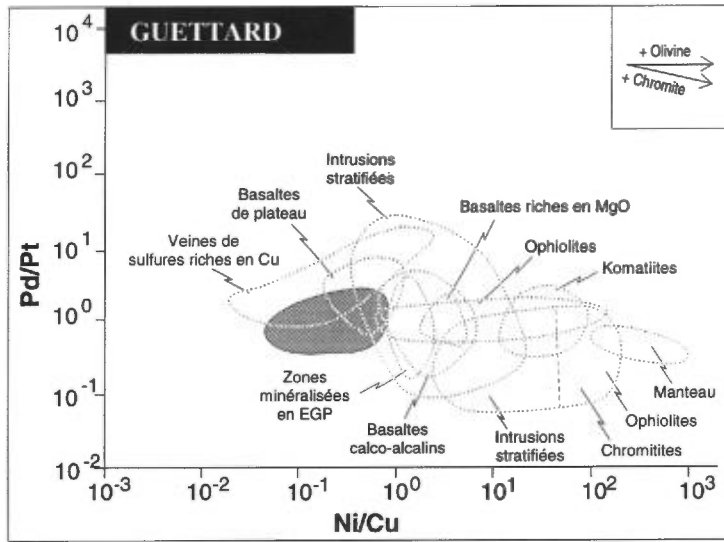 GUETTARD
+ Olivine
+ Chromite
10^4
10^3
10^2
10^1
10^0
10^-1
10^-2
Pd/Pt
Intrusions
stratifiées
Basaltes
de plateau
Veines de
sulfures riches en Cu
Basaltes riches en MgO
Ophiolites
Komatiites
Zones
minéralisées
en EGP
Basaltes
calco-alcalins
Intrusions
stratifiées
Manteau
Ophiolites
Chromitites
10^-3
10^-2
10^-1
10^0
10^1
10^2
10^3
Ni/Cu